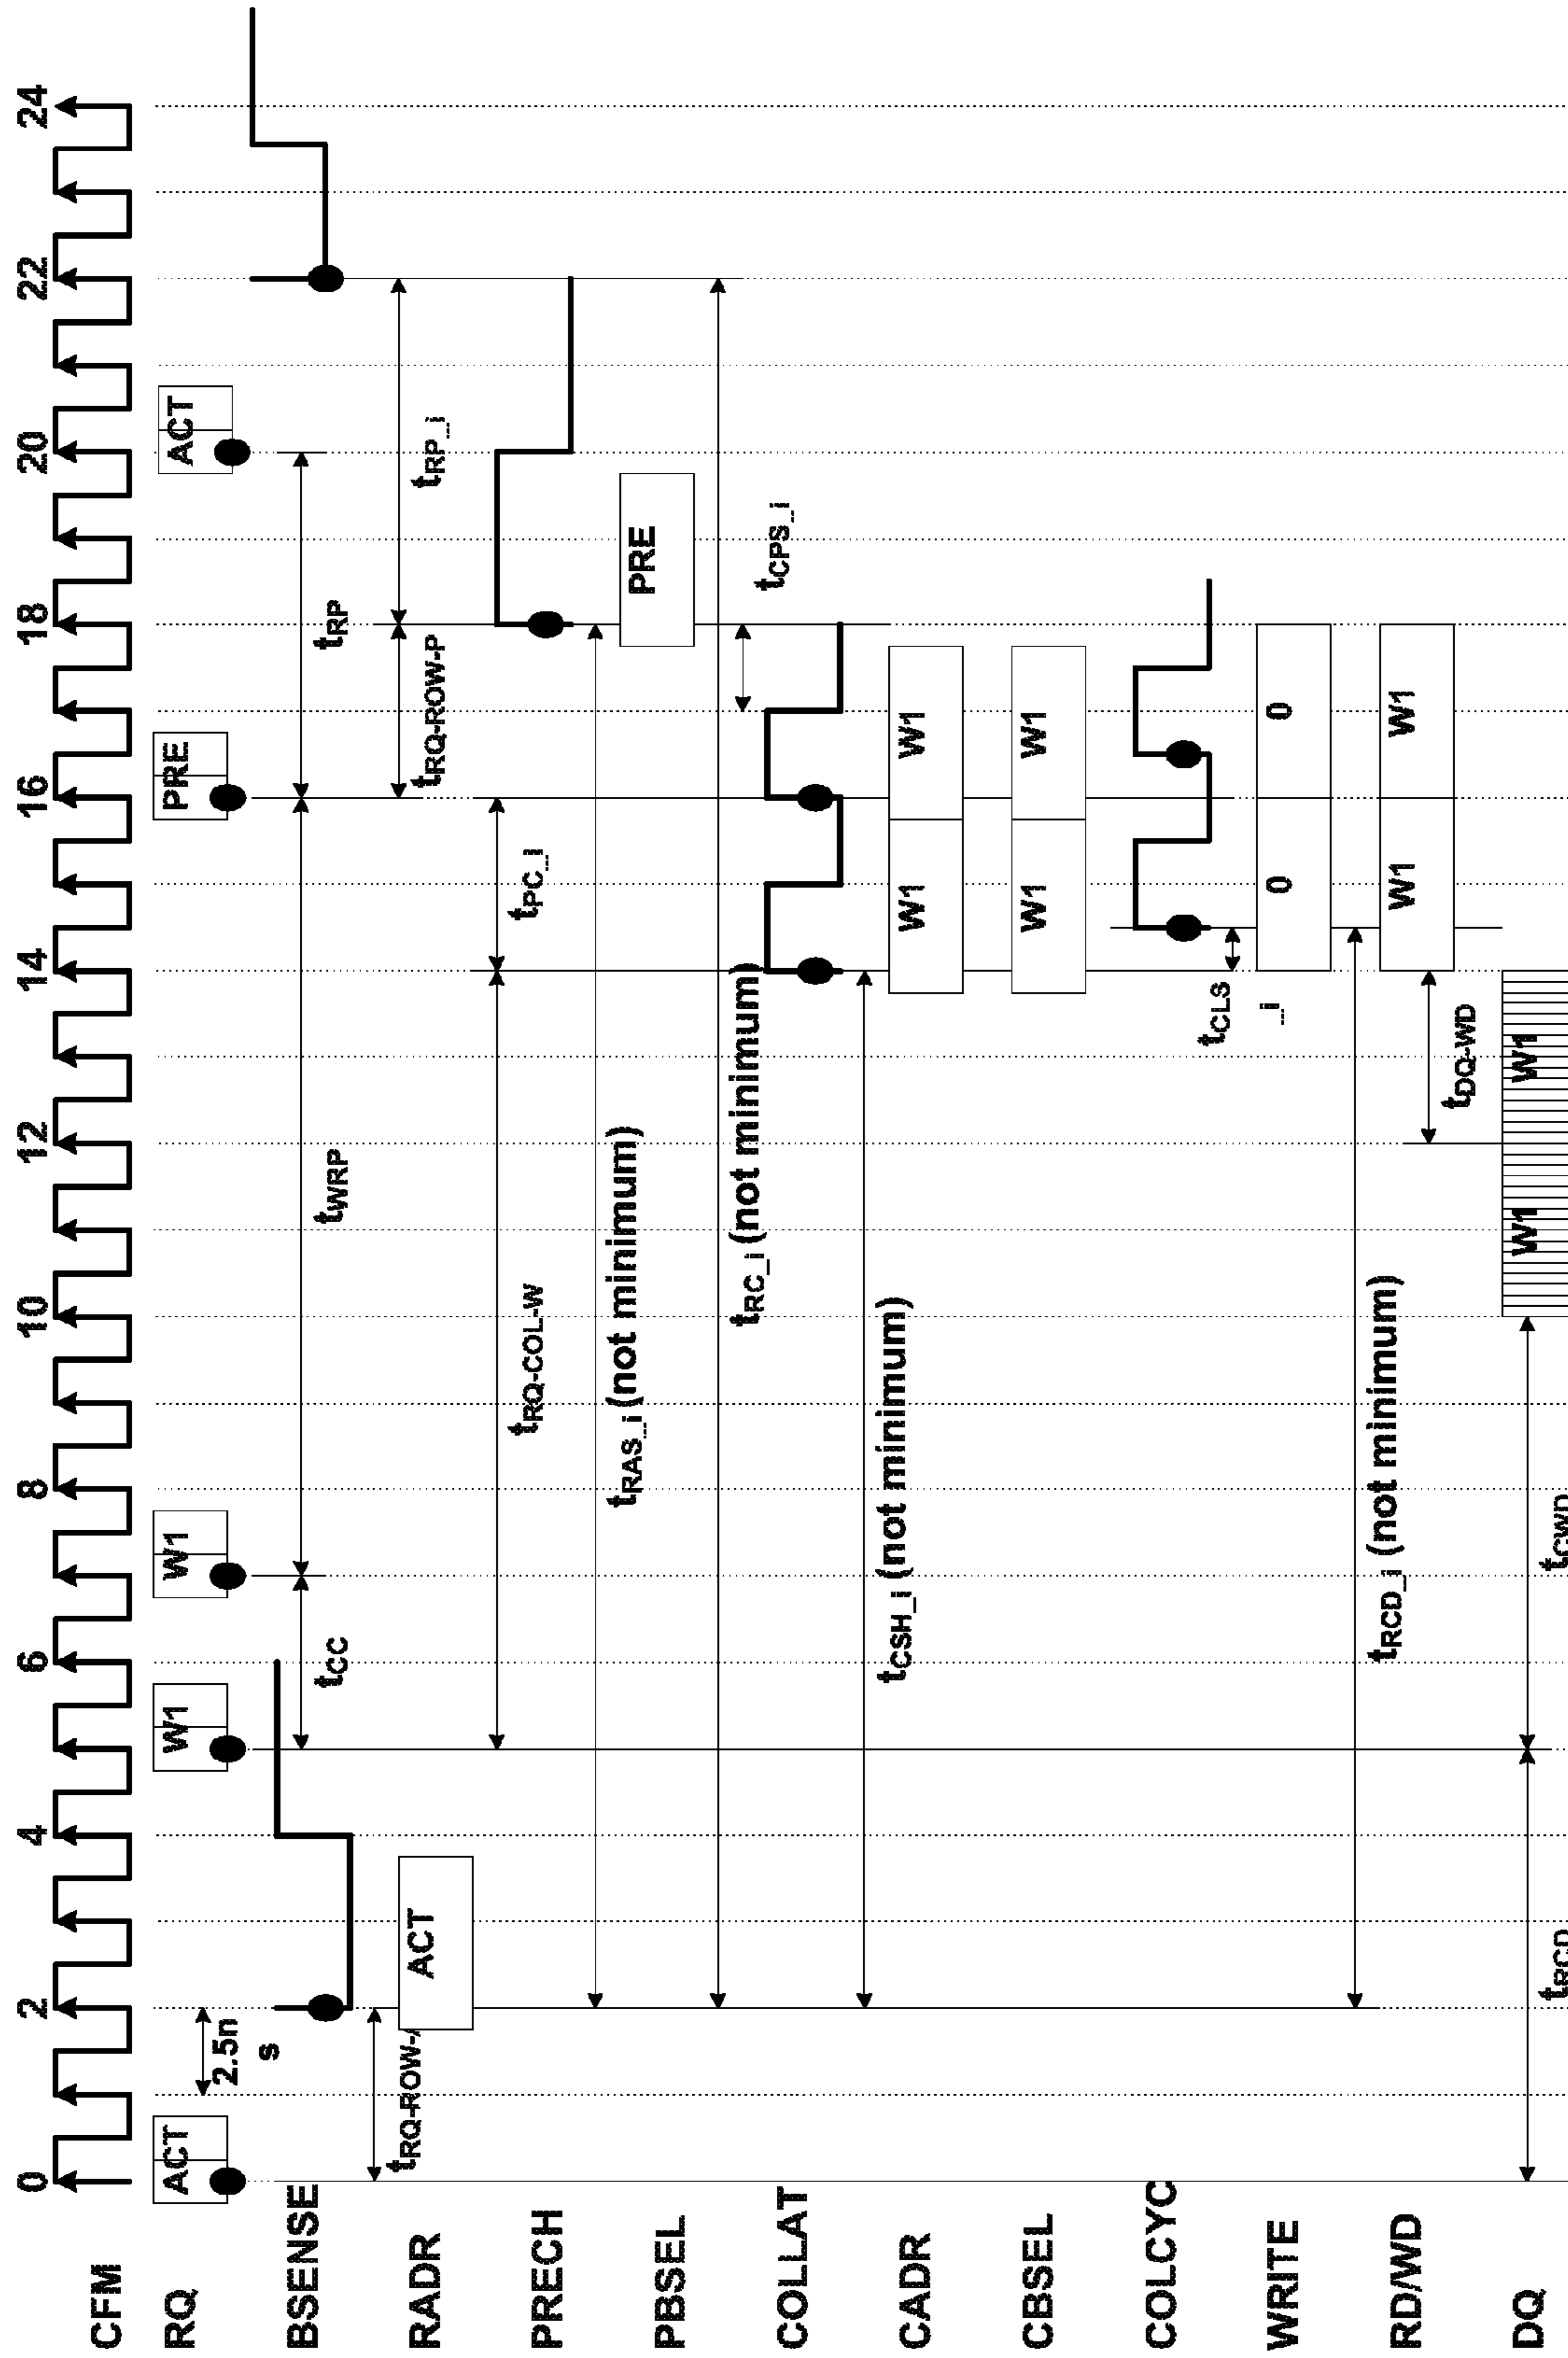 0 2 4 6 8 10 12 14 16 18 20 22 24
CFM
RQ ACT W1 W1 PRE ACT
2.5n
s
BSENSE
tCC tWRP tRP
RADR
tRQ-ROW-
ACT
tRQ-ROW-P tRP_i
PRECH
tRQ-COL-W tPC_i
PBSEL
tRAS_i (not minimum)
PRE
COLLAT
tRC_i (not minimum)
tCPS_i
CADR
tCSH_i (not minimum)
W1 W1
CBSEL
W1 W1
COLCYC
tCLS
_i
WRITE
0 0
RD/WD
tRCD_i (not minimum)
W1 W1
tDQ-WD
DQ
W1 W1
tRCD tCWD